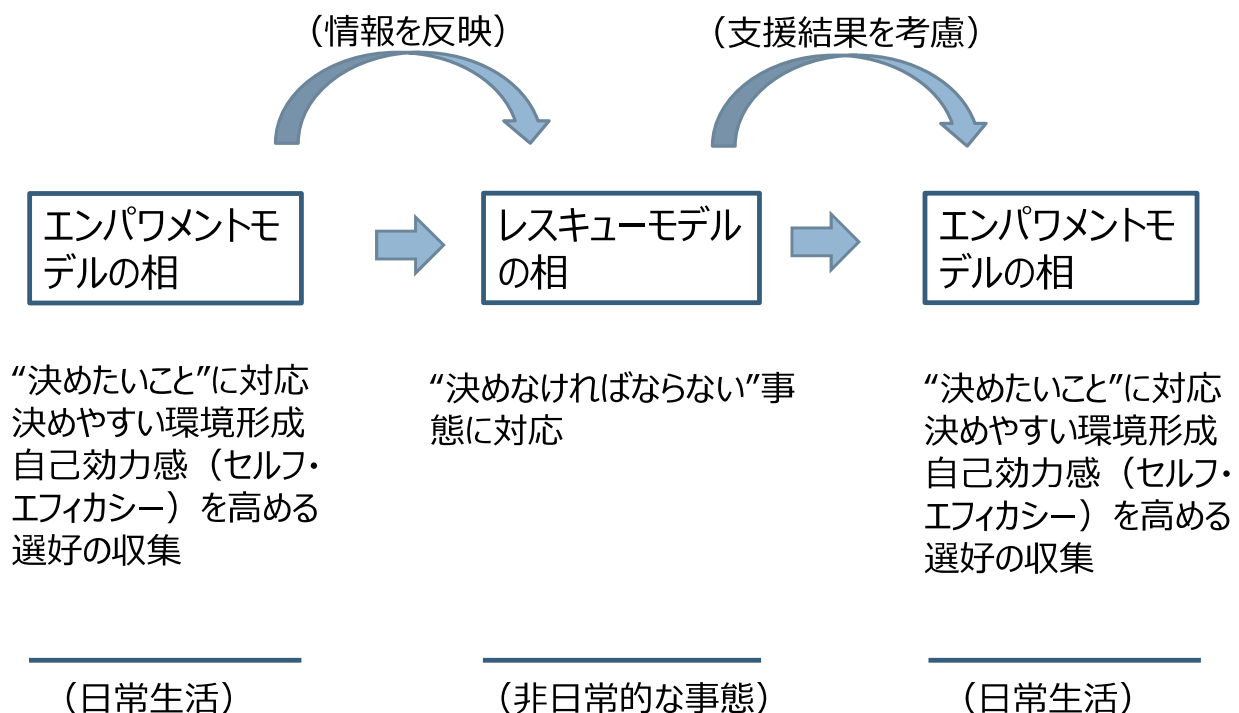 （情報を反映）
（支援結果を考慮）
エンパワメントモ
デルの相
レスキューモデル
の相
エンパワメントモ
デルの相
“決めたいこと”に対応
決めやすい環境形成
自己効力感（セルフ・
エフィカシー）を高める
選好の収集
“決めなければならない”事
態に対応
“決めたいこと”に対応
決めやすい環境形成
自己効力感（セルフ・
エフィカシー）を高める
選好の収集
（日常生活）
（非日常的な事態）
（日常生活）